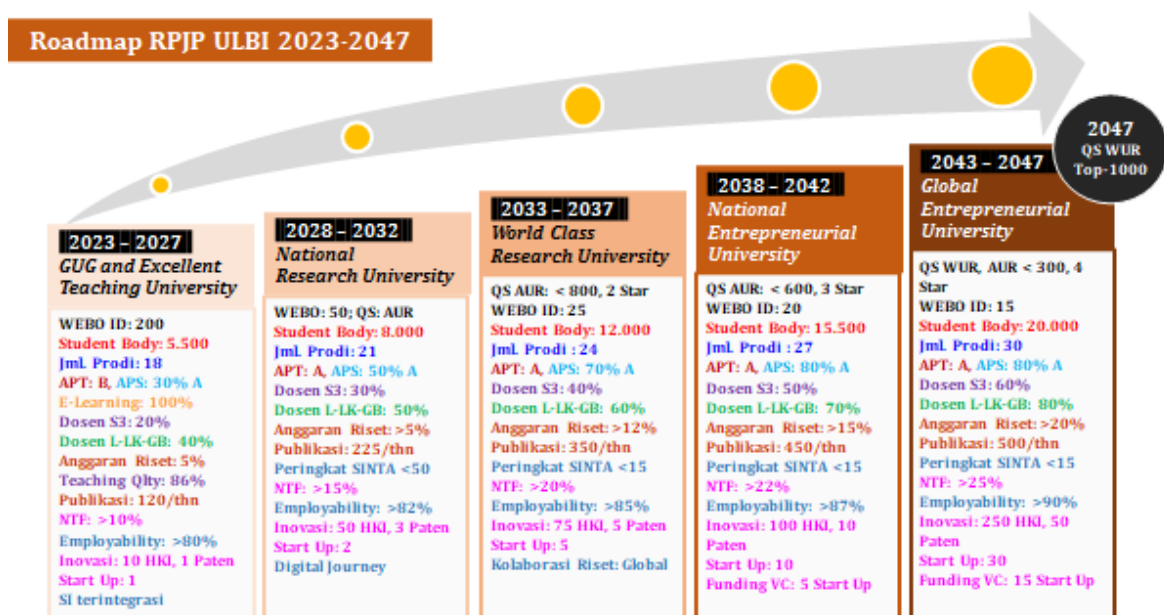 Roadmap RPJP ULBI 2023-2047
2047
QS WUR
Top-1000
2023 – 2027
GUG and Excellent
Teaching University
WEBO ID: 200
Student Body: 5.500
Jml. Prodi: 18
APT: B, APS: 30% A
E-Learning: 100%
Dosen S3: 20%
Dosen L-LK-GB: 40%
Anggaran Riset: 5%
Teaching Qlty: 86%
Publikasi: 120/thn
NTF: >10%
Employability: >80%
Inovasi: 10 HKI, 1 Paten
Start Up: 1
SI terintegrasi
2028 – 2032
National
Research University
WEBO: 50; QS: AUR
Student Body: 8.000
Jml. Prodi: 21
APT: A, APS: 50% A
Dosen S3: 30%
Dosen L-LK-GB: 50%
Anggaran Riset: >5%
Publikasi: 225/thn
Peringkat SINTA <50
NTF: >15%
Employability: >82%
Inovasi: 50 HKI, 3 Paten
Start Up: 2
Digital Journey
2033 – 2037
World Class
Research University
QS AUR: < 800, 2 Star
WEBO ID: 25
Student Body: 12.000
Jml. Prodi : 24
APT: A, APS: 70% A
Dosen S3: 40%
Dosen L-LK-GB: 60%
Anggaran Riset: >12%
Publikasi: 350/thn
Peringkat SINTA <15
NTF: >20%
Employability: >85%
Inovasi: 75 HKI, 5 Paten
Start Up: 5
Kolaborasi Riset: Global
2038 – 2042
National
Entrepreneurial
University
QS AUR: < 600, 3 Star
WEBO ID: 20
Student Body: 15.500
Jml. Prodi : 27
APT: A, APS: 80% A
Dosen S3: 50%
Dosen L-LK-GB: 70%
Anggaran Riset: >15%
Publikasi: 450/thn
Peringkat SINTA <15
NTF: >22%
Employability: >87%
Inovasi: 100 HKI, 10
Paten
Start Up: 10
Funding VC: 5 Start Up
2043 – 2047
Global
Entrepreneurial
University
QS WUR, AUR < 300, 4
Star
WEBO ID: 15
Student Body: 20.000
Jml. Prodi: 30
APT: A, APS: 80% A
Dosen S3: 60%
Dosen L-LK-GB: 80%
Anggaran Riset: >20%
Publikasi: 500/thn
Peringkat SINTA <15
NTF: >25%
Employability: >90%
Inovasi: 250 HKI, 50
Paten
Start Up: 30
Funding VC: 15 Start Up